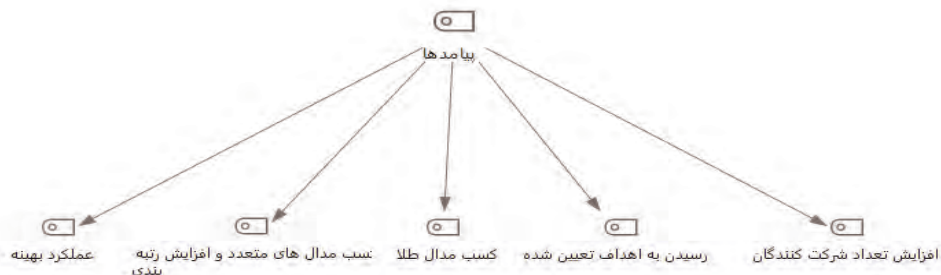 پیامدها
افزایش تعداد شرکت کنندگان
رسیدن به اهداف تعیین شده
کسب مدال طلا
کسب مدال های متعدد و افزایش رتبه
بندی
عملکرد بهینه